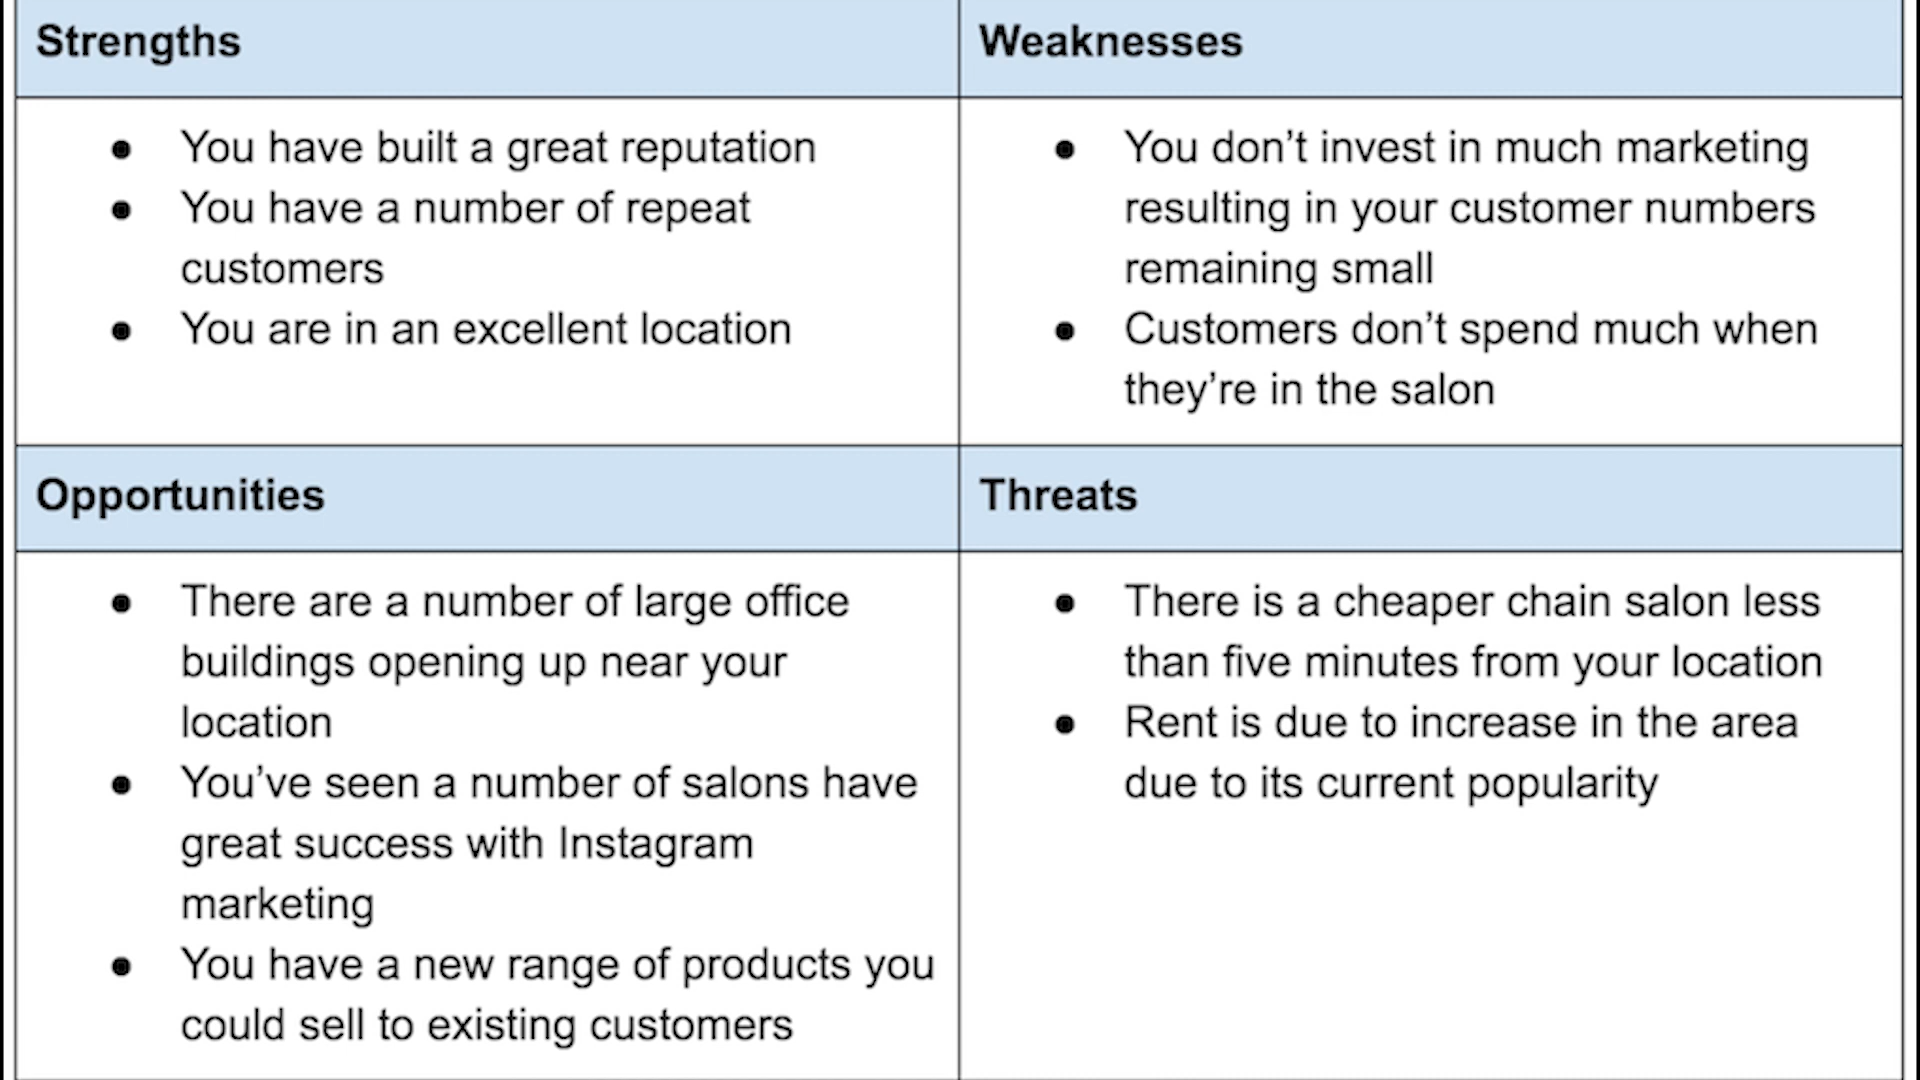 Strengths
Weaknesses
● You have built a great reputation
● You have a number of repeat
customers
● You are in an excellent location
● You don’t invest in much marketing
resulting in your customer numbers
remaining small
● Customers don’t spend much when
they’re in the salon
Opportunities
Threats
● There are a number of large office
buildings opening up near your
location
● You’ve seen a number of salons have
great success with Instagram
marketing
● You have a new range of products you
could sell to existing customers
● There is a cheaper chain salon less
than five minutes from your location
● Rent is due to increase in the area
due to its current popularity